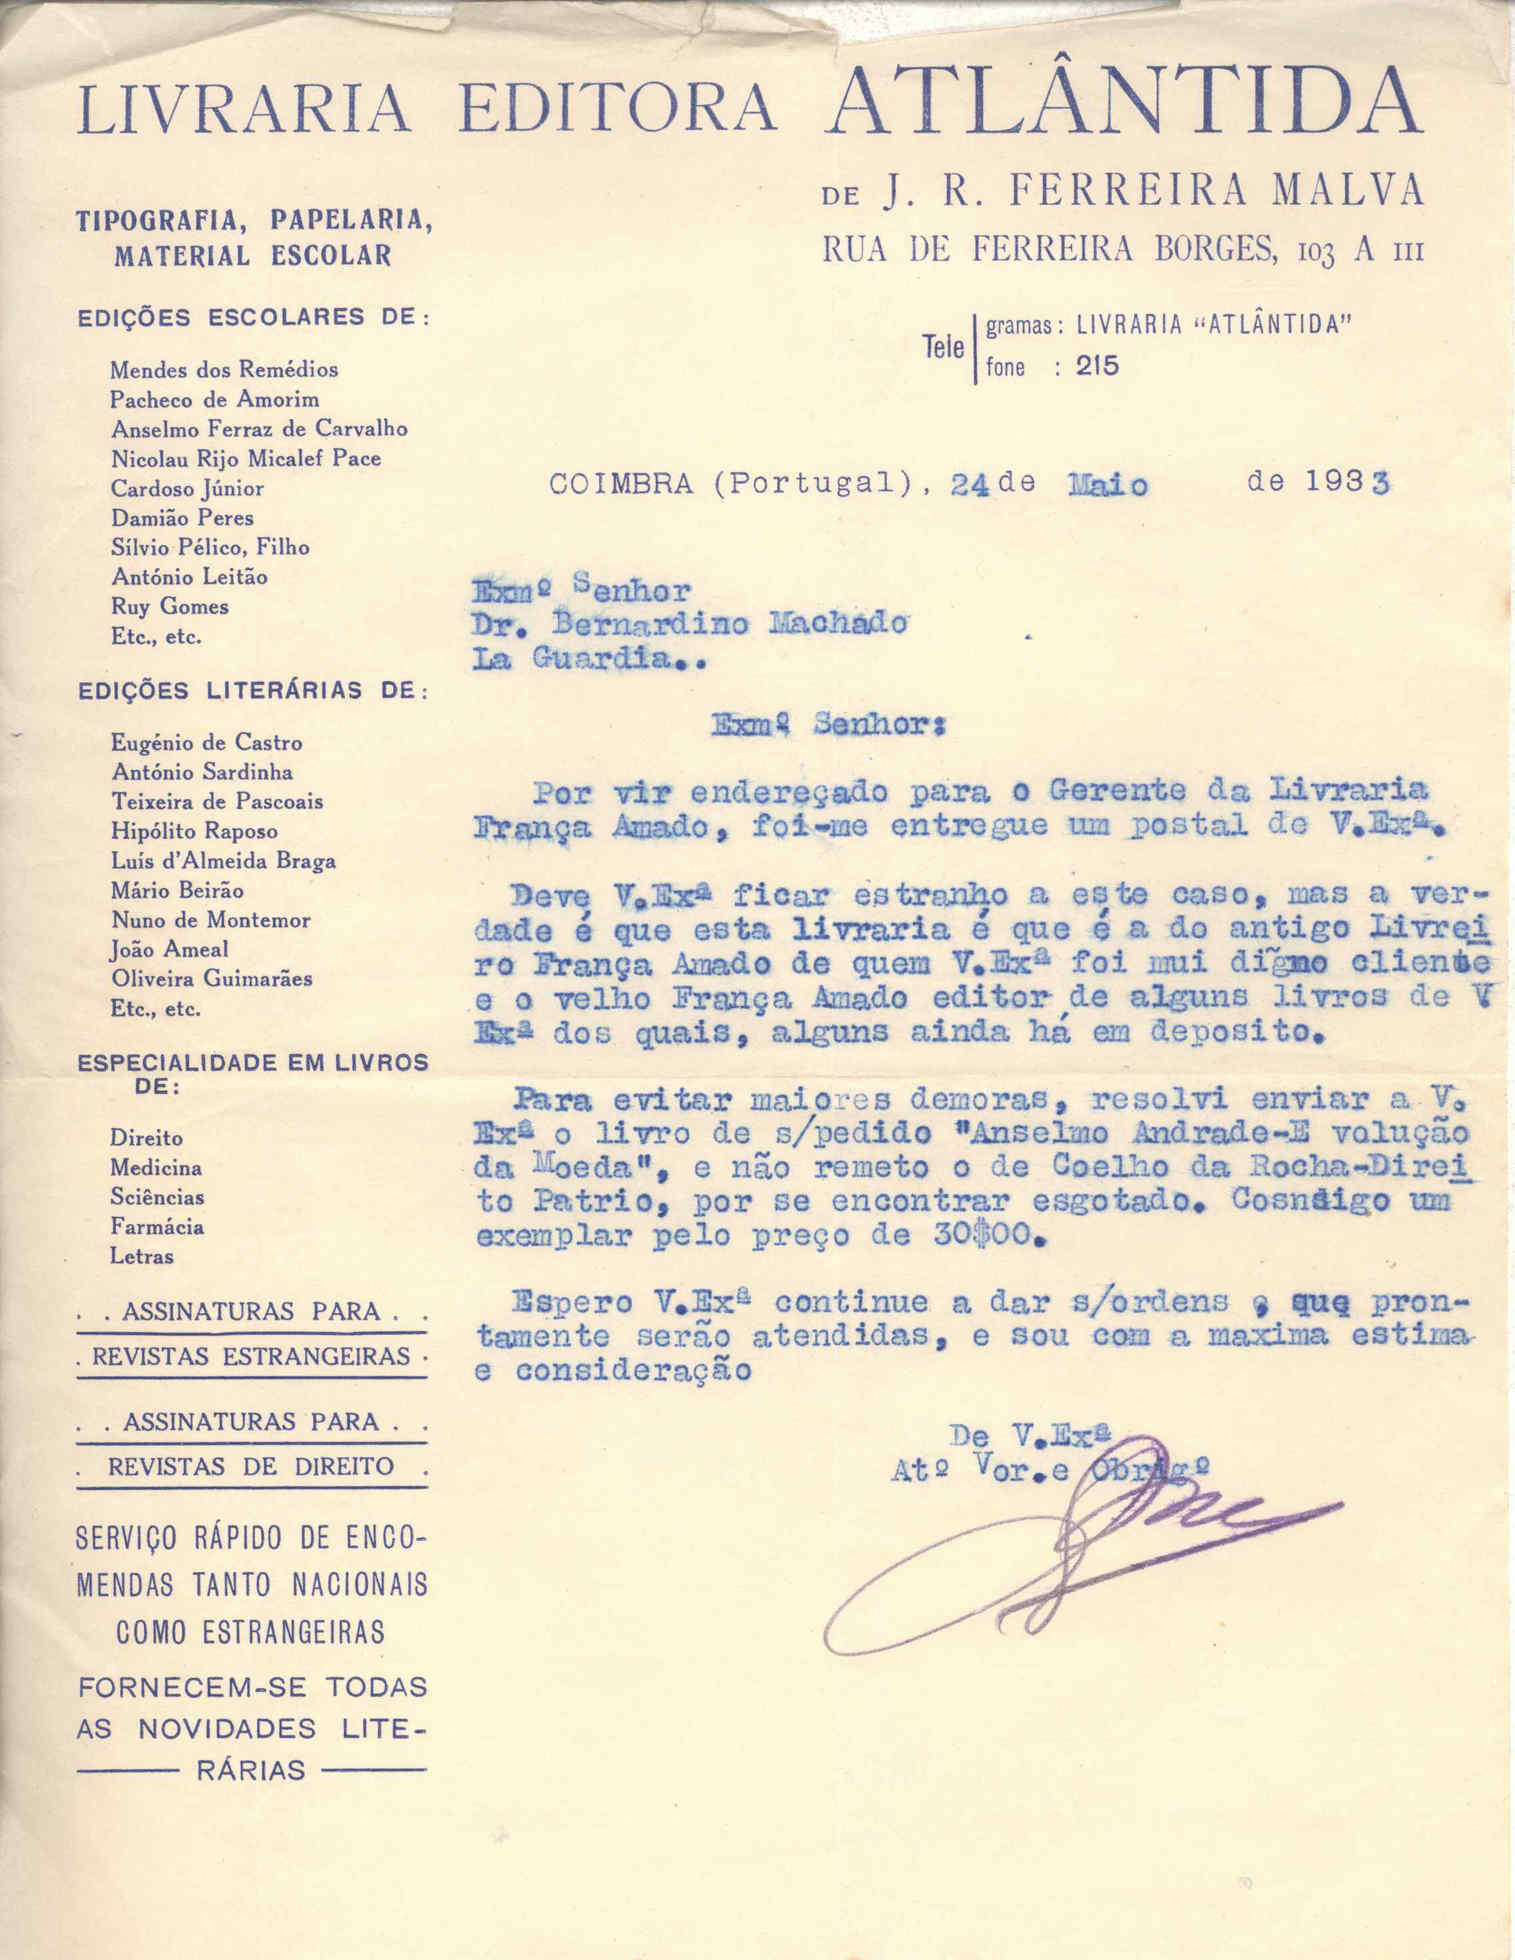 LIVRARIA EDITORA ATLÂNTIDA
DE J. R. FERREIRA MALVA
RUA DE FERREIRA BORGES, 103 A 111
Tele
gramas: LIVRARIA "ATLÂNTIDA"
fone : 215
TIPOGRAFIA, PAPELARIA,
MATERIAL ESCOLAR
EDIÇÕES ESCOLARES DE:
Mendes dos Remédios
Pacheco de Amorim
Anselmo Ferraz de Carvalho
Nicolau Rijo Micalef Pace
Cardoso Júnior
Damião Peres
Sílvio Pélico, Filho
António Leitão
Ruy Gomes
Etc., etc.
EDIÇÕES LITERÁRIAS DE:
Eugénio de Castro
António Sardinha
Teixeira de Pascoais
Hipólito Raposo
Luís d'Almeida Braga
Mário Beirão
Nuno de Montemor
João Ameal
Oliveira Guimarães
Etc., etc.
ESPECIALIDADE EM LIVROS
DE:
Direito
Medicina
Sciências
Farmácia
Letras
. . ASSINATURAS PARA . .
. REVISTAS ESTRANGEIRAS .
. . ASSINATURAS PARA . .
. REVISTAS DE DIREITO .
SERVIÇO RÁPIDO DE ENCO-
MENDAS TANTO NACIONAIS
COMO ESTRANGEIRAS
FORNECEM-SE TODAS
AS NOVIDADES LITE-
RÁRIAS
COIMBRA (Portugal), 24 de Maio de 1933
Exmº Senhor
Dr. Bernardino Machado
La Guardia..
Exmº Senhor:
Por vir endereçado para o Gerente da Livraria
França Amado, foi-me entregue um postal de V.Exª.
Deve V.Exª ficar estranho a este caso, mas a ver-
dade é que esta livraria é que é a do antigo Livrei
ro França Amado de quem V.Exª foi mui digno cliente
e o velho França Amado editor de alguns livros de V
Exª dos quais, alguns ainda há em deposito.
Para evitar maiores demoras, resolvi enviar a V.
Exª o livro de s/pedido "Anselmo Andrade-E volução
da Moeda", e não remeto o de Coelho da Rocha-Direi
to Patrio, por se encontrar esgotado. Cosnsigo um
exemplar pelo preço de 30$00.
Espero V.Exª continue a dar s/ordens que pron-
tamente serão atendidas, e sou com a maxima estima
e consideração
De V.Exª
Atº Vor.e Obrigº